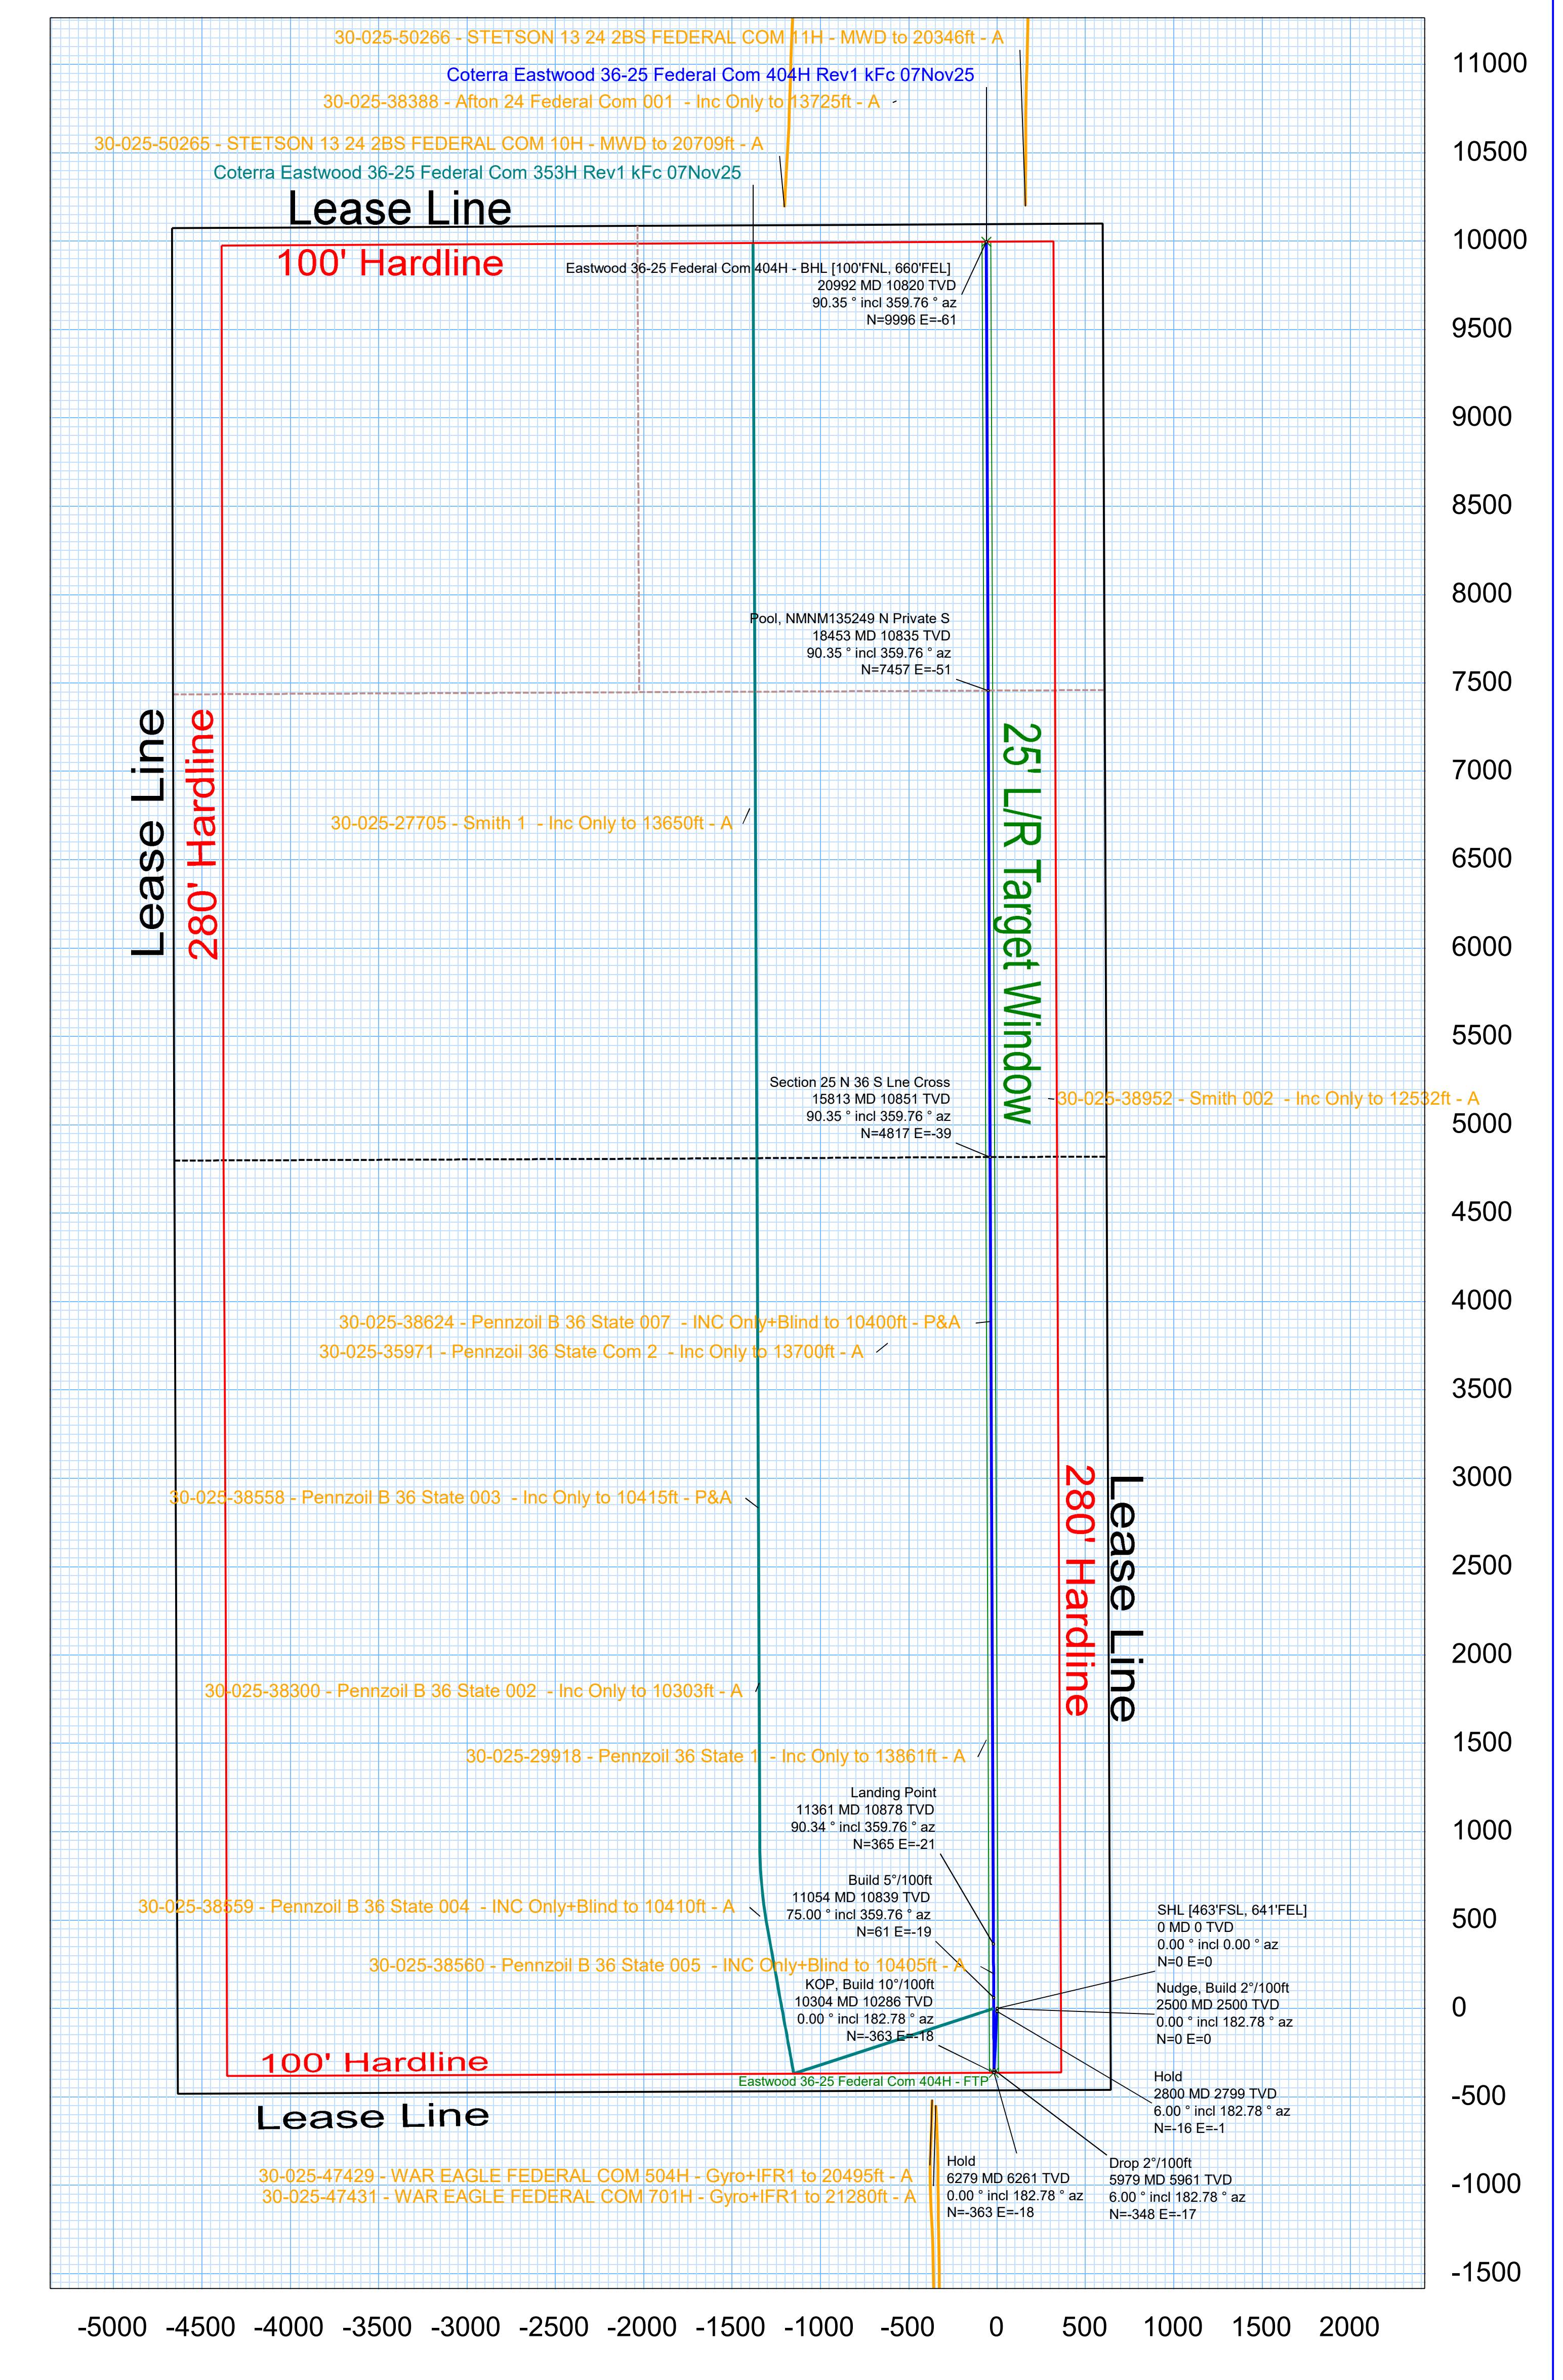 30-025-50266 - STETSON 13 24 2BS FEDERAL COM 11H - MWD to 20346ft - A
11000
Coterra Eastwood 36-25 Federal Com 404H Rev1 kFc 07Nov25
30-025-38388 - Afton 24 Federal Com 001 - Inc Only to 13725ft - A
30-025-50265 - STETSON 13 24 2BS FEDERAL COM 10H - MWD to 20709ft - A
10500
Coterra Eastwood 36-25 Federal Com 353H Rev1 kFc 07Nov25
Lease Line
10000
100' Hardline
Eastwood 36-25 Federal Com 404H - BHL [100'FNL, 660'FEL]
20992 MD 10820 TVD
90.35 ° incl 359.76 ° az
N=9996 E=-61
9500
9000
8500
8000
Pool, NMNM135249 N Private S
18453 MD 10835 TVD
90.35 ° incl 359.76 ° az
N=7457 E=-51
7500
Lease Line
280' Hardline
25' L/R Target Window
7000
30-025-27705 - Smith 1 - Inc Only to 13650ft - A
6500
6000
5500
Section 25 N 36 S Lne Cross
15813 MD 10851 TVD
90.35 ° incl 359.76 ° az
N=4817 E=-39
30-025-38952 - Smith 002 - Inc Only to 12532ft - A
5000
4500
4000
30-025-38624 - Pennzoil B 36 State 007 - INC Only+Blind to 10400ft - P&A
30-025-35971 - Pennzoil 36 State Com 2 - Inc Only to 13700ft - A
3500
3000
280' Hardline
Lease Line
30-025-38558 - Pennzoil B 36 State 003 - Inc Only to 10415ft - P&A
2500
2000
30-025-38300 - Pennzoil B 36 State 002 - Inc Only to 10303ft - A
1500
30-025-29918 - Pennzoil 36 State 1 - Inc Only to 13861ft - A
Landing Point
11361 MD 10878 TVD
90.34 ° incl 359.76 ° az
N=365 E=-21
1000
Build 5°/100ft
11054 MD 10839 TVD
75.00 ° incl 359.76 ° az
N=61 E=-19
30-025-38559 - Pennzoil B 36 State 004 - INC Only+Blind to 10410ft - A
500
SHL [463'FSL, 641'FEL]
0 MD 0 TVD
0.00 ° incl 0.00 ° az
N=0 E=0
30-025-38560 - Pennzoil B 36 State 005 - INC Only+Blind to 10405ft - A
KOP, Build 10°/100ft
10304 MD 10286 TVD
0.00 ° incl 182.78 ° az
N=-363 E=-18
Nudge, Build 2°/100ft
2500 MD 2500 TVD
0.00 ° incl 182.78 ° az
N=0 E=0
0
100' Hardline
Eastwood 36-25 Federal Com 404H - FTP
Hold
2800 MD 2799 TVD
6.00 ° incl 182.78 ° az
N=-16 E=-1
-500
Lease Line
30-025-47429 - WAR EAGLE FEDERAL COM 504H - Gyro+IFR1 to 20495ft - A
30-025-47431 - WAR EAGLE FEDERAL COM 701H - Gyro+IFR1 to 21280ft - A
Hold
6279 MD 6261 TVD
0.00 ° incl 182.78 ° az
N=-363 E=-18
Drop 2°/100ft
5979 MD 5961 TVD
6.00 ° incl 182.78 ° az
N=-348 E=-17
-1000
-1500
-5000 -4500 -4000 -3500 -3000 -2500 -2000 -1500 -1000 -500 0 500 1000 1500 2000